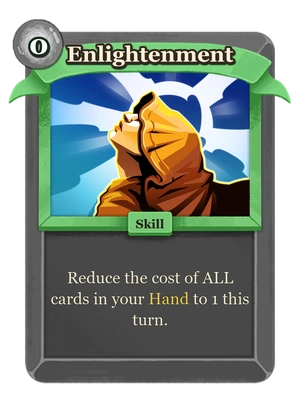 0
Enlightenment
Skill
Reduce the cost of ALL
cards in your Hand to 1 this
turn.